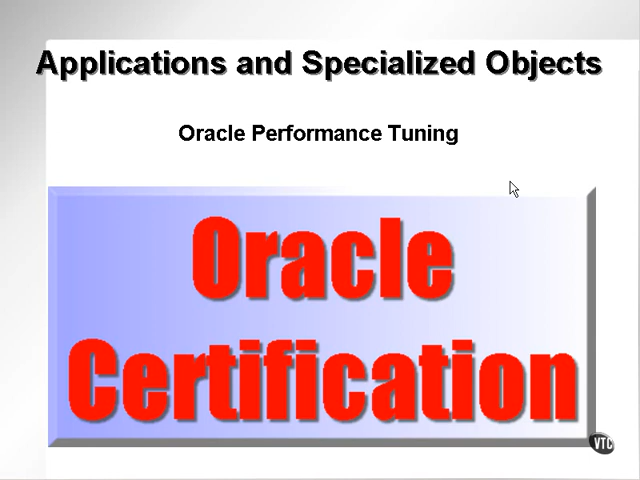 Applications and Specialized Objects
Oracle Performance Tuning
Oracle
Certification
VTC